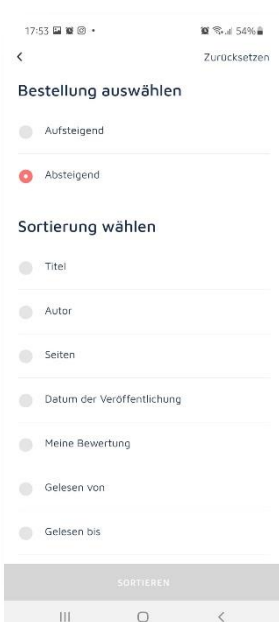 17:53
54%
Zurücksetzen
Bestellung auswählen
Aufsteigend
Absteigend
Sortierung wählen
Titel
Autor
Seiten
Datum der Veröffentlichung
Meine Bewertung
Gelesen von
Gelesen bis
SORTIEREN